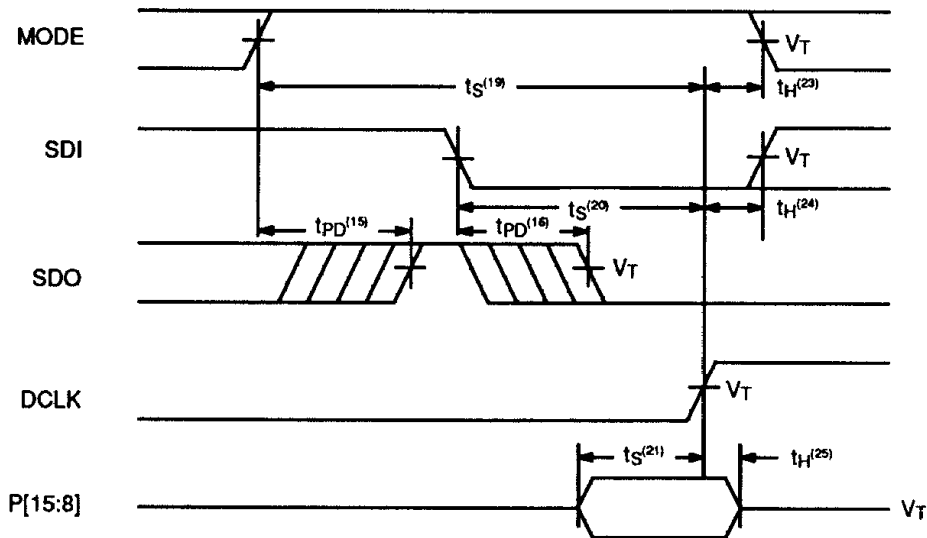 MODE
VT
tS(19)
tH(23)
SDI
VT
tS(20)
tH(24)
tPD(15)
tPD(16)
SDO
VT
DCLK
VT
tS(21)
tH(25)
P[15:8]
VT